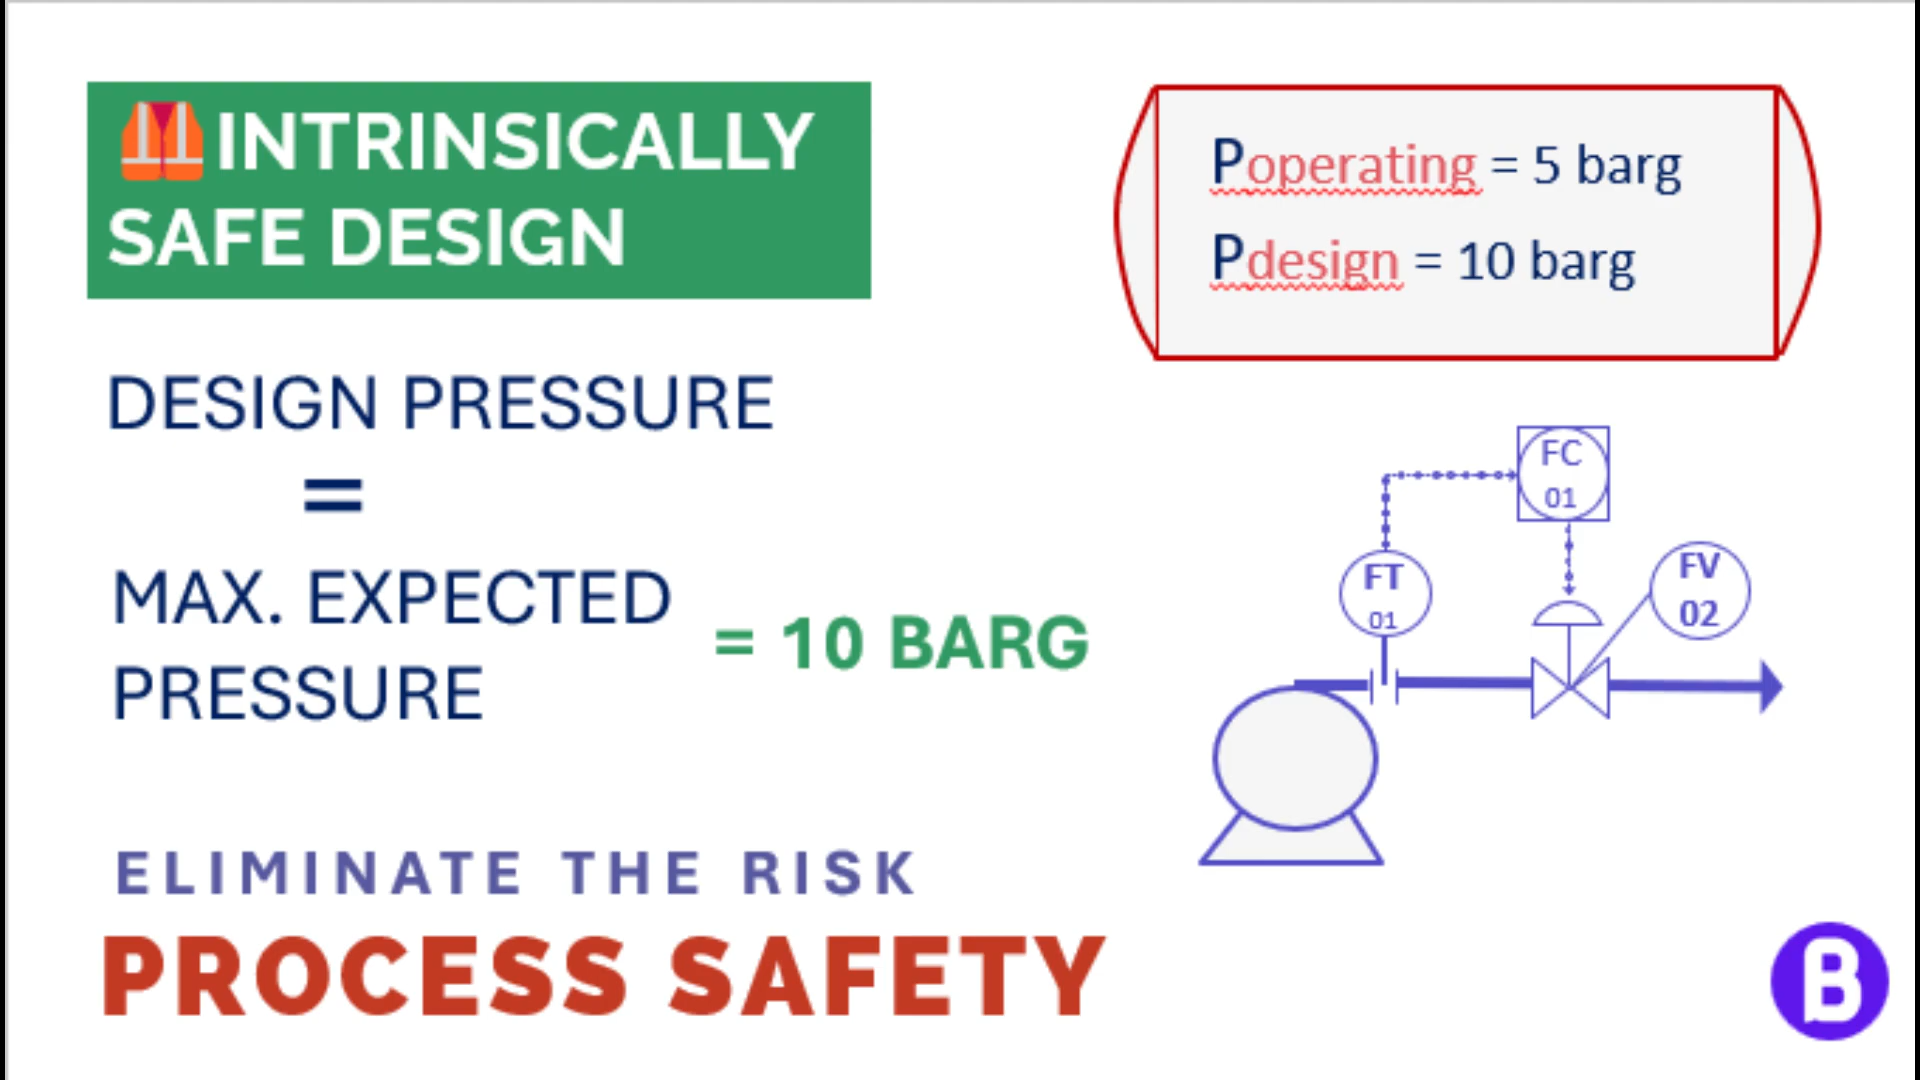 INTRINSICALLY
SAFE DESIGN
DESIGN PRESSURE
=
MAX. EXPECTED
PRESSURE
= 10 BARG
ELIMINATE THE RISK
PROCESS SAFETY
Poperating = 5 barg
Pdesign = 10 barg
FC
01
FT
01
FV
02
B